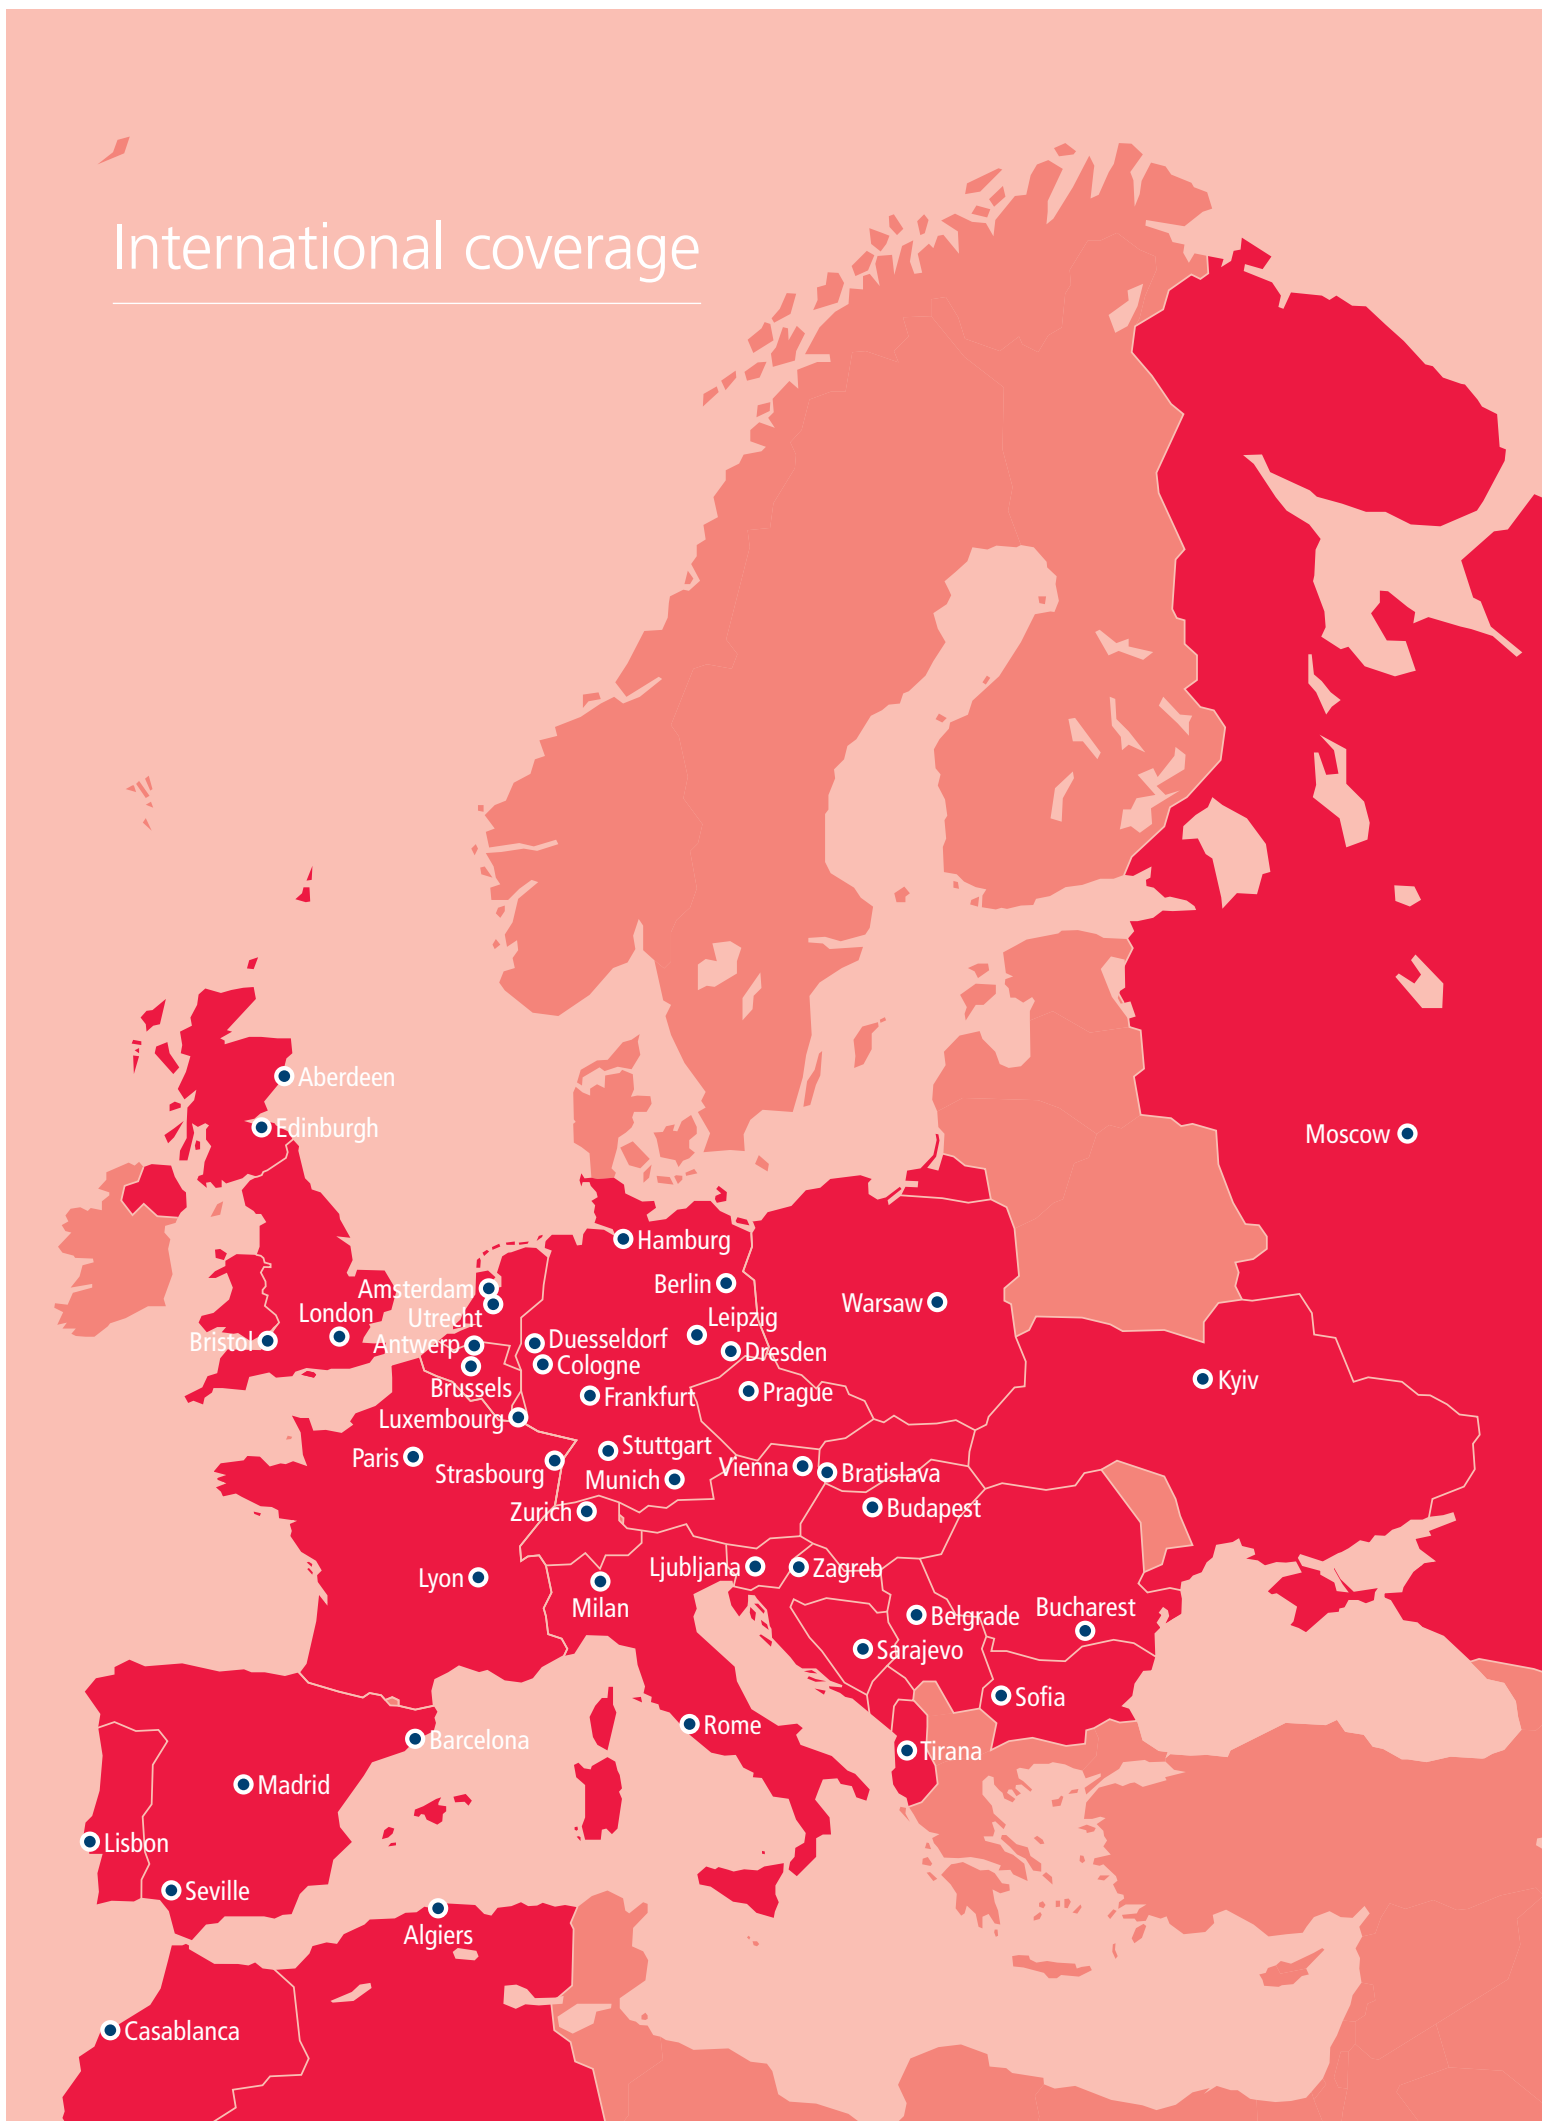 International coverage
Aberdeen
Edinburgh
Moscow
Hamburg
Berlin
Amsterdam
Utrecht
Warsaw
London
Leipzig
Bristol
Antwerp
Duesseldorf
Dresden
Cologne
Brussels
Kyiv
Frankfurt
Prague
Luxembourg
Paris
Stuttgart
Strasbourg
Munich
Vienna
Bratislava
Zurich
Budapest
Lyon
Ljubljana
Zagreb
Milan
Belgrade
Bucharest
Sarajevo
Sofia
Rome
Barcelona
Tirana
Madrid
Lisbon
Seville
Algiers
Casablanca